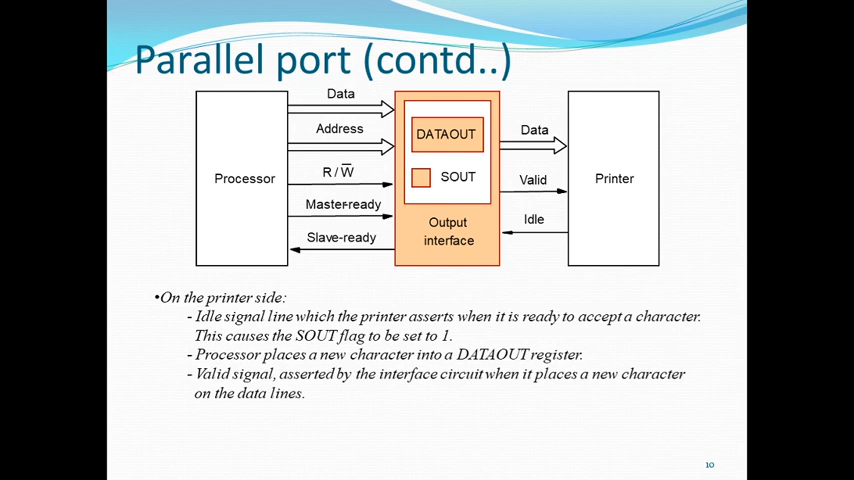 Parallel port (contd..)
Data
Address
R / W̅
Master-ready
Slave-ready
Processor
DATAOUT
SOUT
Output
interface
Data
Valid
Idle
Printer
•On the printer side:
- Idle signal line which the printer asserts when it is ready to accept a character.
This causes the SOUT flag to be set to 1.
- Processor places a new character into a DATAOUT register.
- Valid signal, asserted by the interface circuit when it places a new character
on the data lines.
10